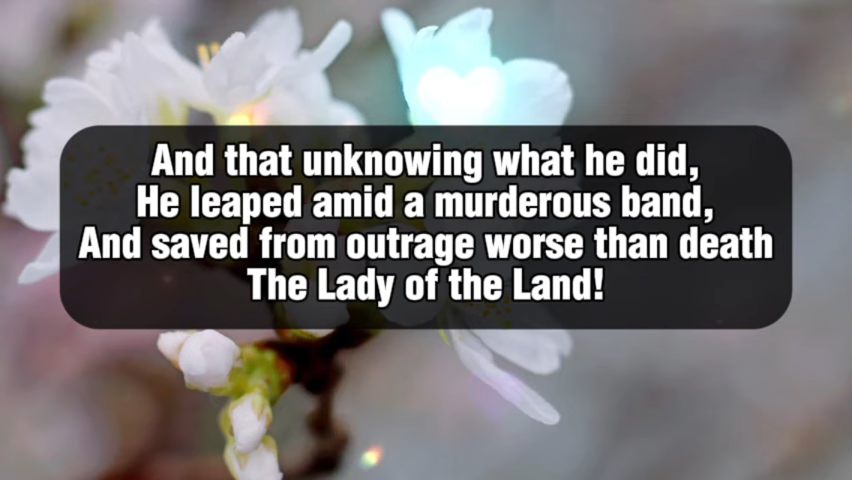 And that unknowing what he did,
He leaped amid a murderous band,
And saved from outrage worse than death
The Lady of the Land!